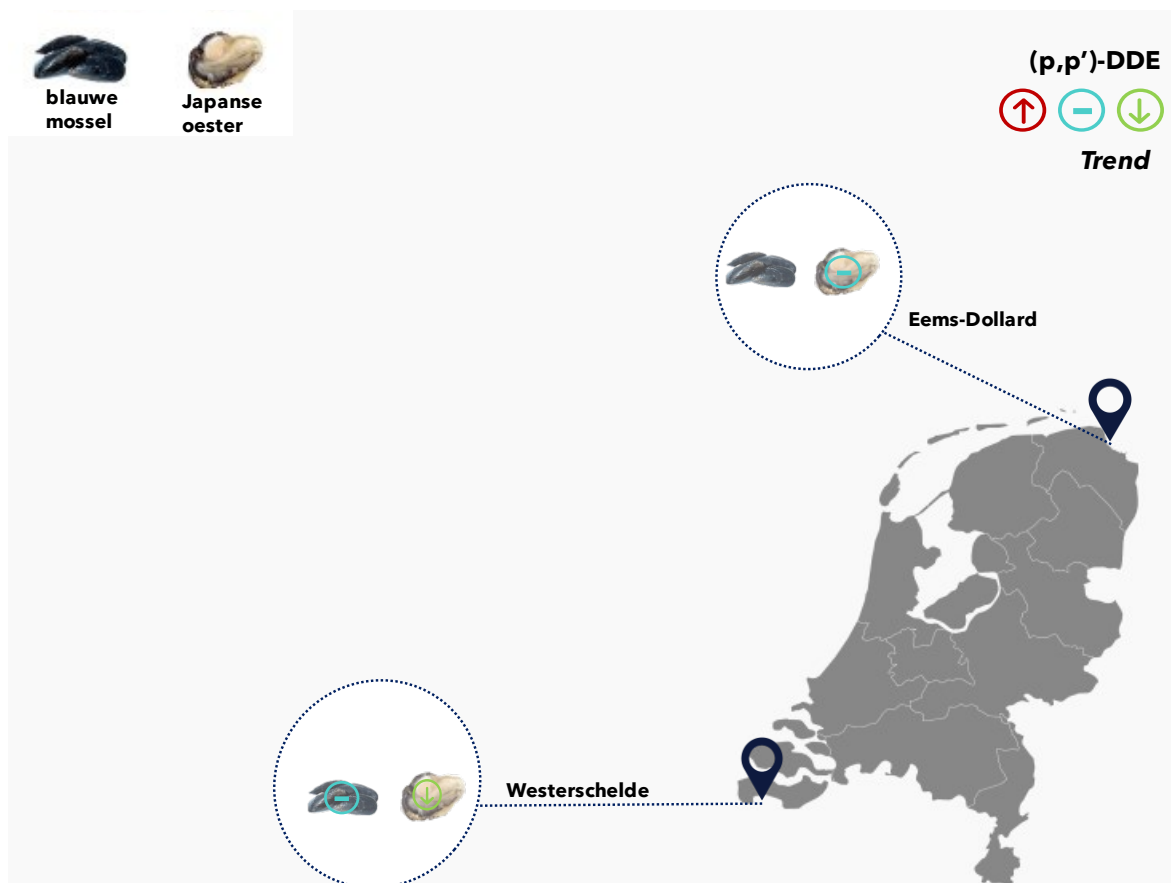 blauwe
mossel
Japanse
oester
(p,p’)-DDE
Trend
Eems-Dollard
Westerschelde